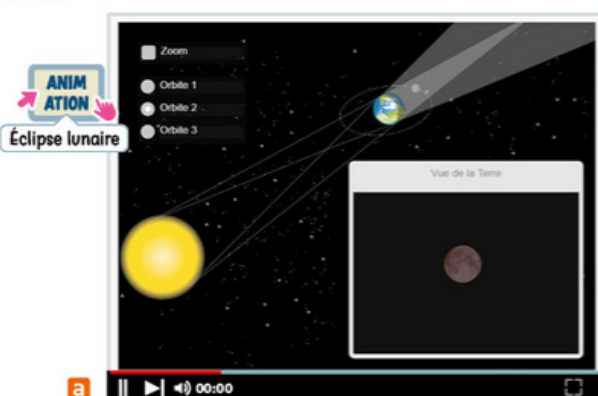 Zoom
Orbite 1
Orbite 2
Orbite 3
ANIM
ATION
Éclipse lunaire
Vue de la Terre
a
00:00